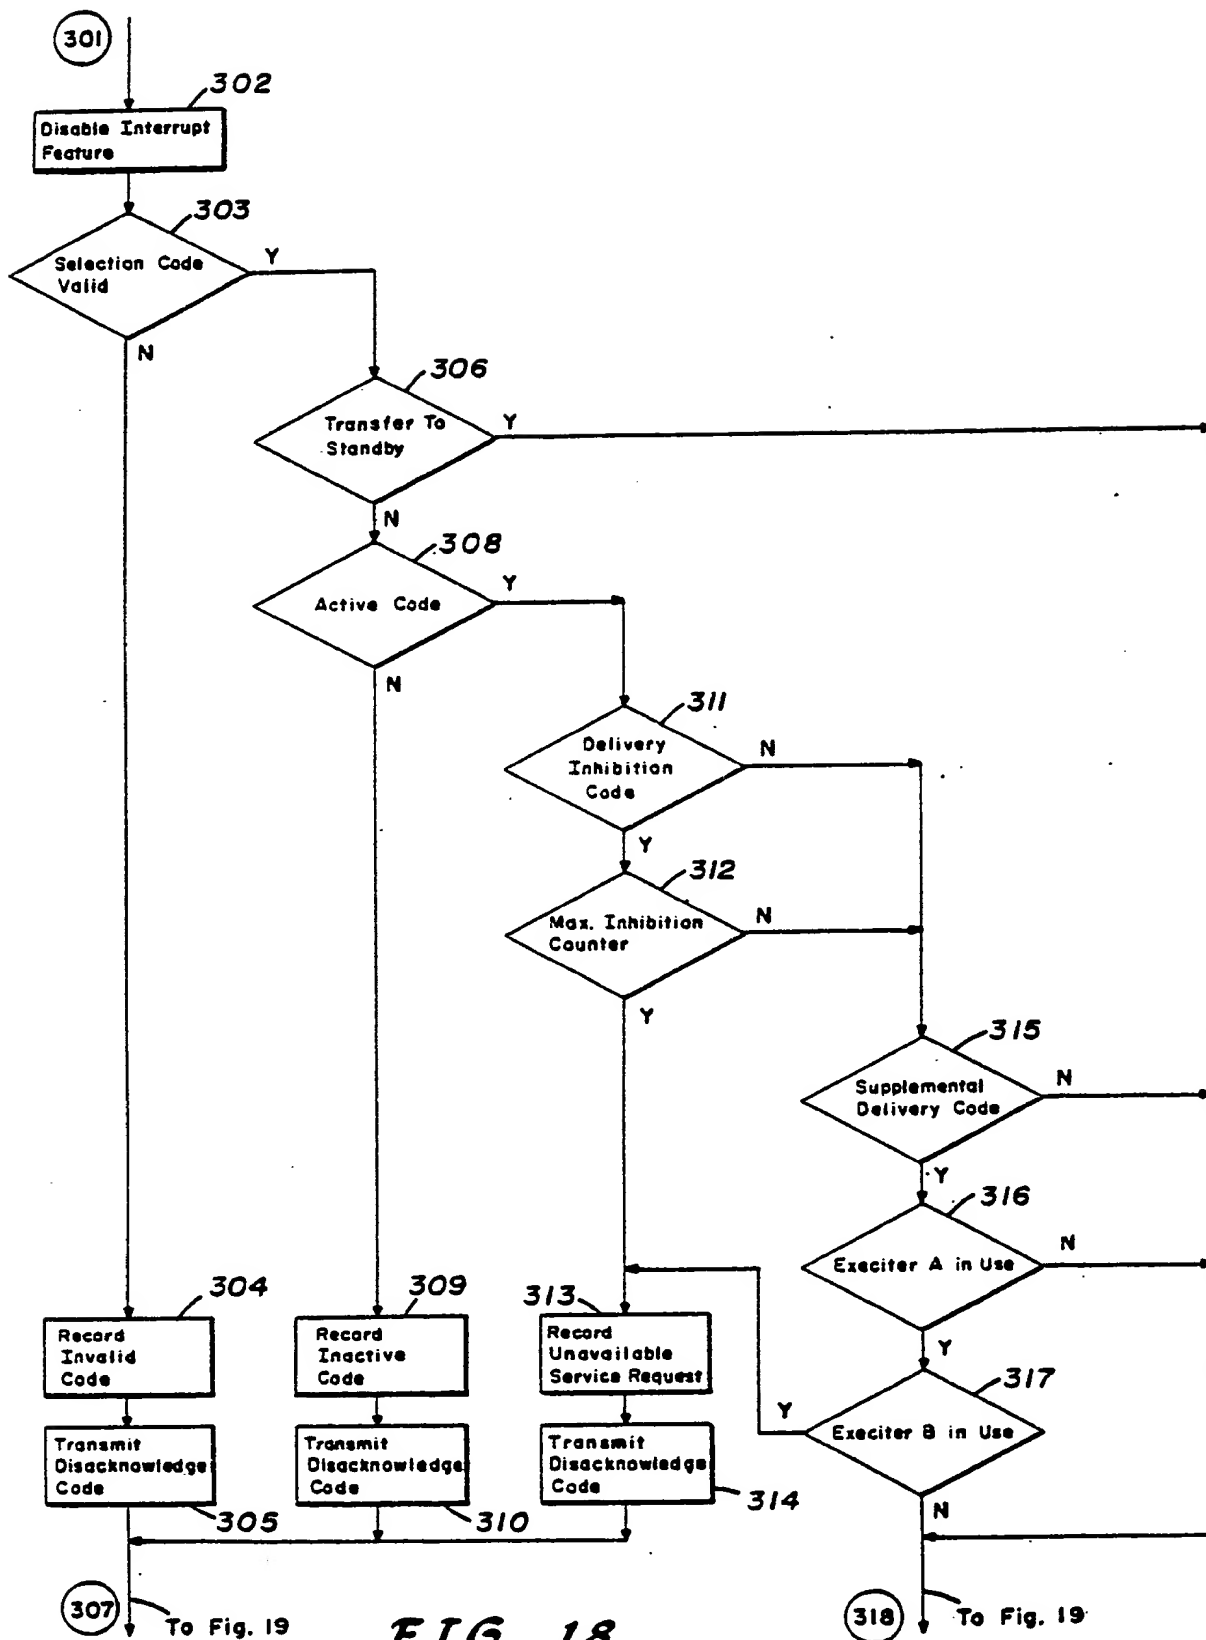 301
302
Disable Interrupt
Feature
303
Selection Code
Valid
Y
N
306
Transfer To
Standby
Y
N
308
Active Code
Y
N
311
Delivery
Inhibition
Code
N
Y
312
Max. Inhibition
Counter
N
Y
315
Supplemental
Delivery Code
N
Y
316
Execiter A in Use
N
Y
317
Execiter B in Use
Y
N
304
Record
Invalid
Code
309
Record
Inactive
Code
313
Record
Unavailable
Service Request
Transmit
Disacknowledge
Code
305
Transmit
Disacknowledge
Code
310
Transmit
Disacknowledge
Code
314
307
To Fig. 19
FIG. 18
318
To Fig. 19